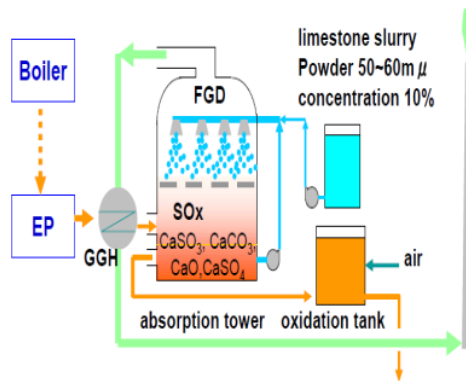 Boiler
FGD
limestone slurry
Powder 50~60m μ
concentration 10%
EP
GGH
SOx
CaSO3, CaCO3,
CaO,CaSO4
air
absorption tower
oxidation tank